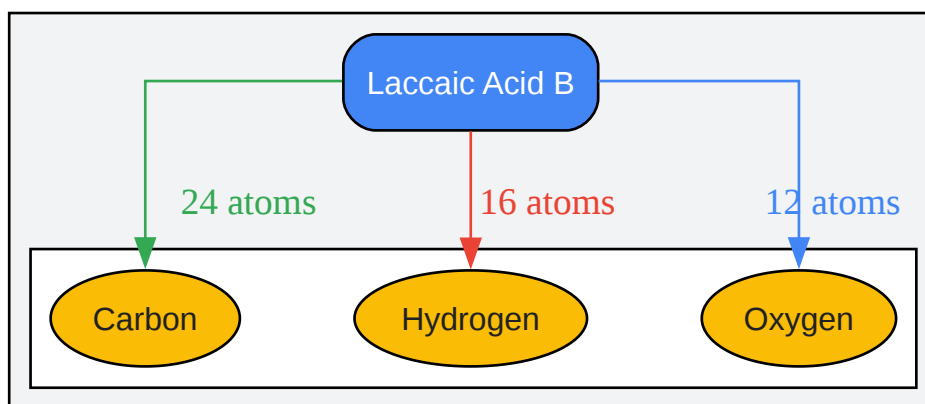 Laccaic Acid B
24 atoms
16 atoms
12 atoms
Carbon
Hydrogen
Oxygen